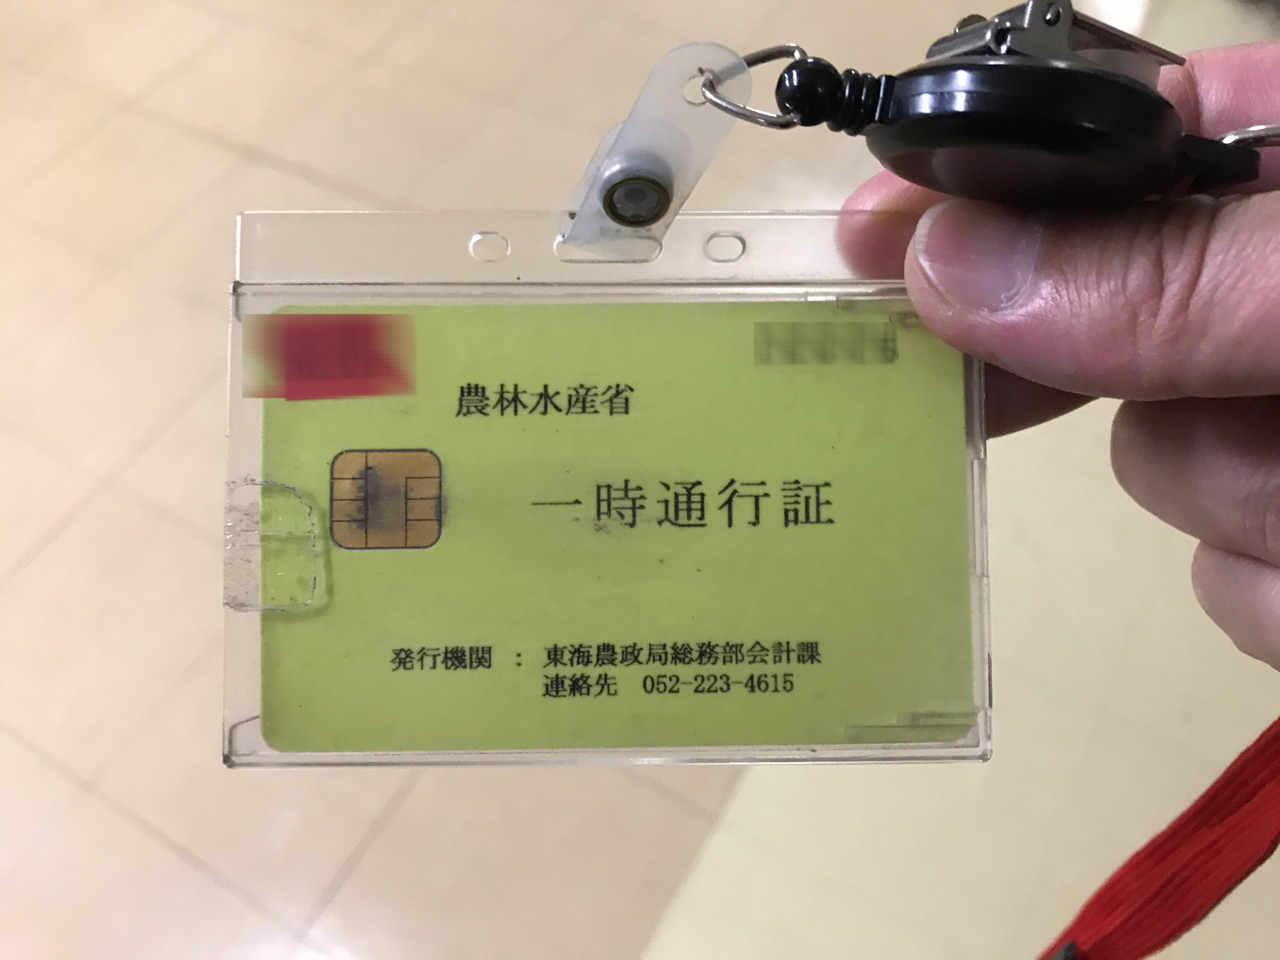 農林水産省
一時通行証
発行機関 : 東海農政局総務部会計課
連絡先 052-223-4615